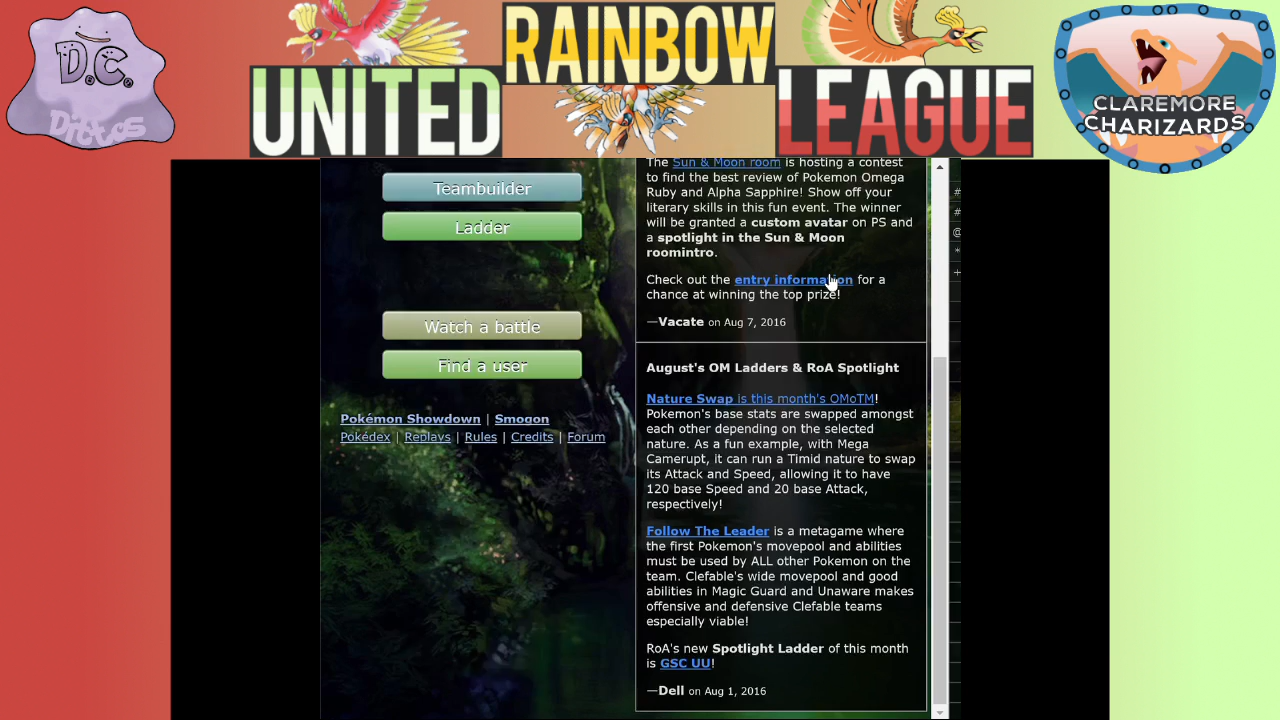 D.C.
Dittos
UNITED
RAINBOW
LEAGUE
CLAREMORE
CHARIZARDS
Teambuilder
Ladder
Watch a battle
Find a user
Pokémon Showdown | Smogon
Pokédex | Replays | Rules | Credits | Forum
The Sun & Moon room is hosting a contest
to find the best review of Pokemon Omega
Ruby and Alpha Sapphire! Show off your
literary skills in this fun event. The winner
will be granted a custom avatar on PS and
a spotlight in the Sun & Moon
roomintro.
Check out the entry information for a
chance at winning the top prize!
—Vacate on Aug 7, 2016
August's OM Ladders & RoA Spotlight
Nature Swap is this month's OMoTM!
Pokemon's base stats are swapped amongst
each other depending on the selected
nature. As a fun example, with Mega
Camerupt, it can run a Timid nature to swap
its Attack and Speed, allowing it to have
120 base Speed and 20 base Attack,
respectively!
Follow The Leader is a metagame where
the first Pokemon's movepool and abilities
must be used by ALL other Pokemon on the
team. Clefable's wide movepool and good
abilities in Magic Guard and Unaware makes
offensive and defensive Clefable teams
especially viable!
RoA's new Spotlight Ladder of this month
is GSC UU!
—Dell on Aug 1, 2016
#
#
@
*
+